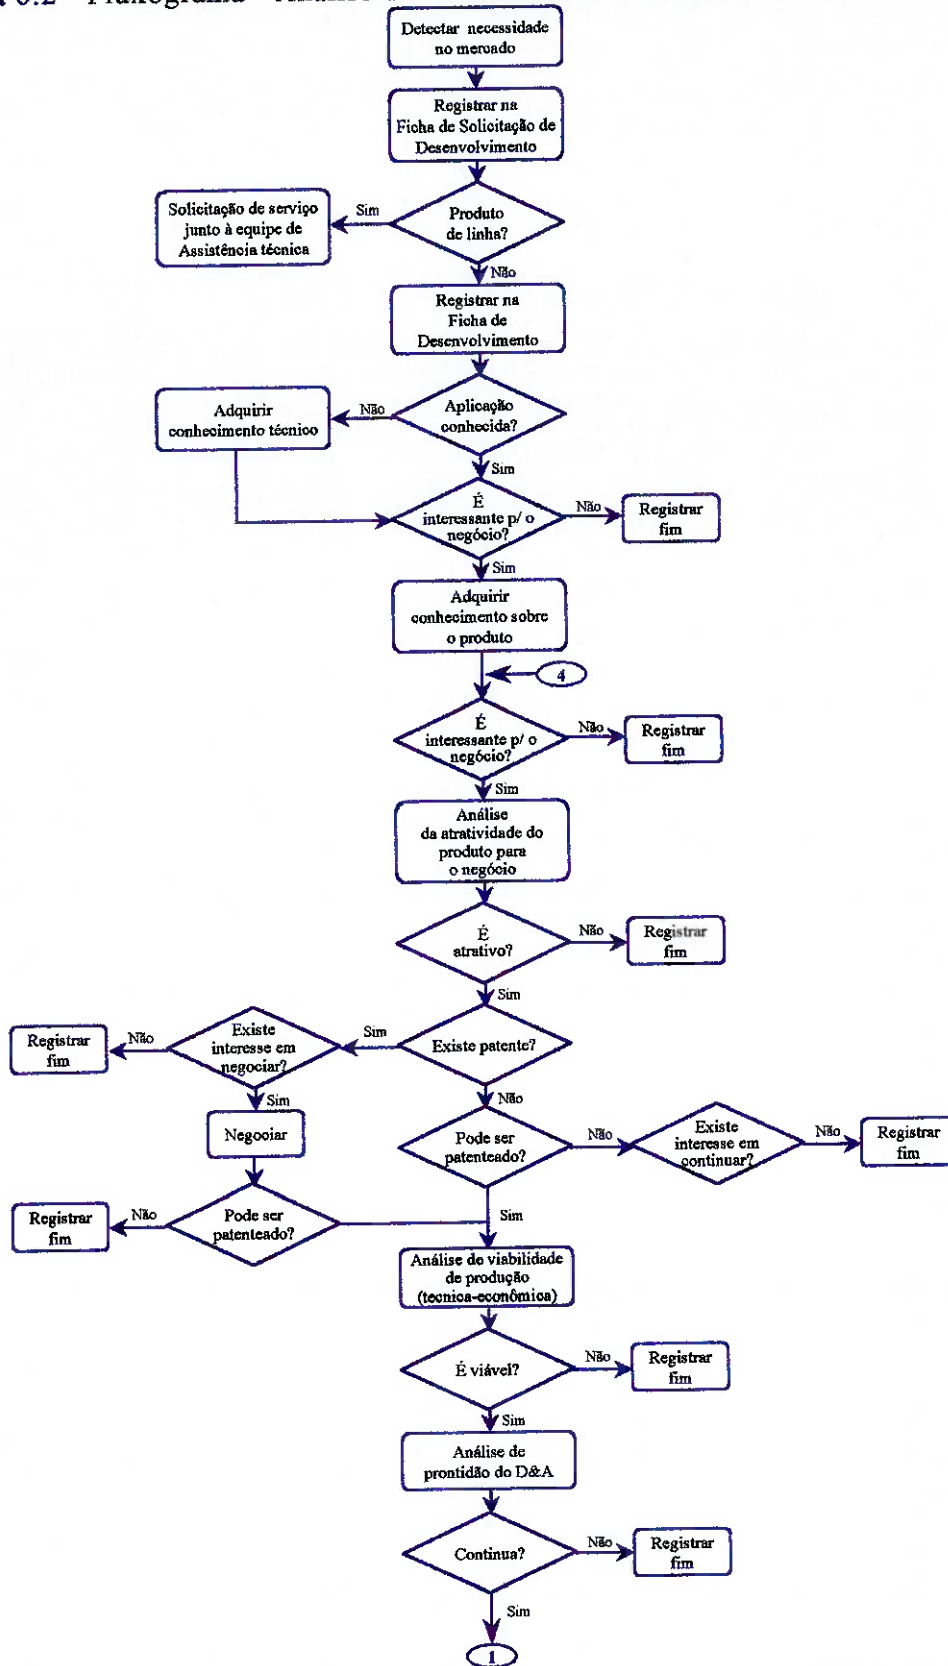 6.2 Fluxograma
Detectar necessidade
no mercado
Registrar na
Ficha de Solicitação de
Desenvolvimento
Produto
de linha?
Sim
Solicitação de serviço
junto à equipe de
Assistência técnica
Não
Registrar na
Ficha de
Desenvolvimento
Aplicação
conhecida?
Não
Adquirir
conhecimento técnico
Sim
É
interessante p/ o
negócio?
Não
Registrar
fim
Sim
Adquirir
conhecimento sobre
o produto
4
É
interessante p/ o
negócio?
Não
Registrar
fim
Sim
Análise
da atratividade do
produto para
o negócio
É
atrativo?
Não
Registrar
fim
Sim
Existe patente?
Sim
Existe
interesse em
negociar?
Não
Registrar
fim
Sim
Negociar
Não
Pode ser
patenteado?
Não
Existe
interesse em
continuar?
Não
Registrar
fim
Pode ser
patenteado?
Não
Registrar
fim
Sim
Análise de viabilidade
de produção
(tecnica-econômica)
É viável?
Não
Registrar
fim
Sim
Análise de
prontidão do D&A
Continua?
Não
Registrar
fim
Sim
1